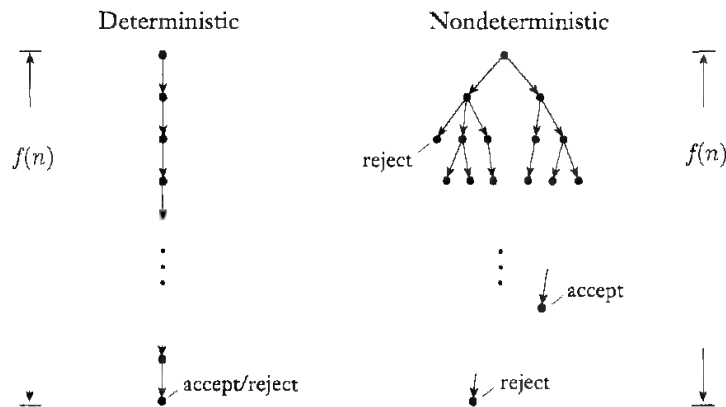 Deterministic
Nondeterministic
f(n)
reject
f(n)
accept
accept/reject
reject